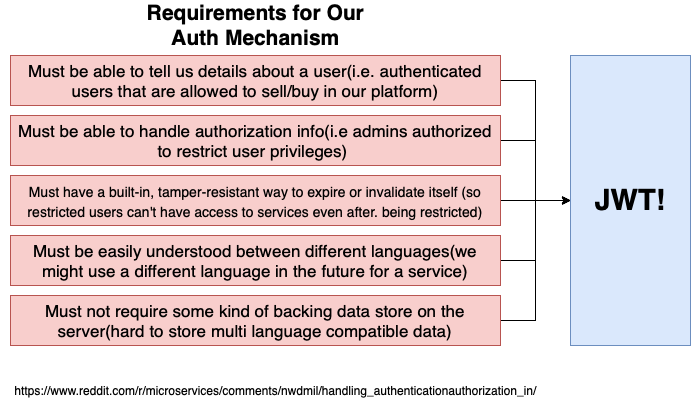 Requirements for Our
Auth Mechanism
Must be able to tell us details about a user(i.e. authenticated
users that are allowed to sell/buy in our platform)
Must be able to handle authorization info(i.e admins authorized
to restrict user privileges)
Must have a built-in, tamper-resistant way to expire or invalidate itself (so
restricted users can't have access to services even after. being restricted)
Must be easily understood between different languages(we
might use a different language in the future for a service)
Must not require some kind of backing data store on the
server(hard to store multi language compatible data)
JWT!
https://www.reddit.com/r/microservices/comments/nwdmil/handling_authenticationauthorization_in/